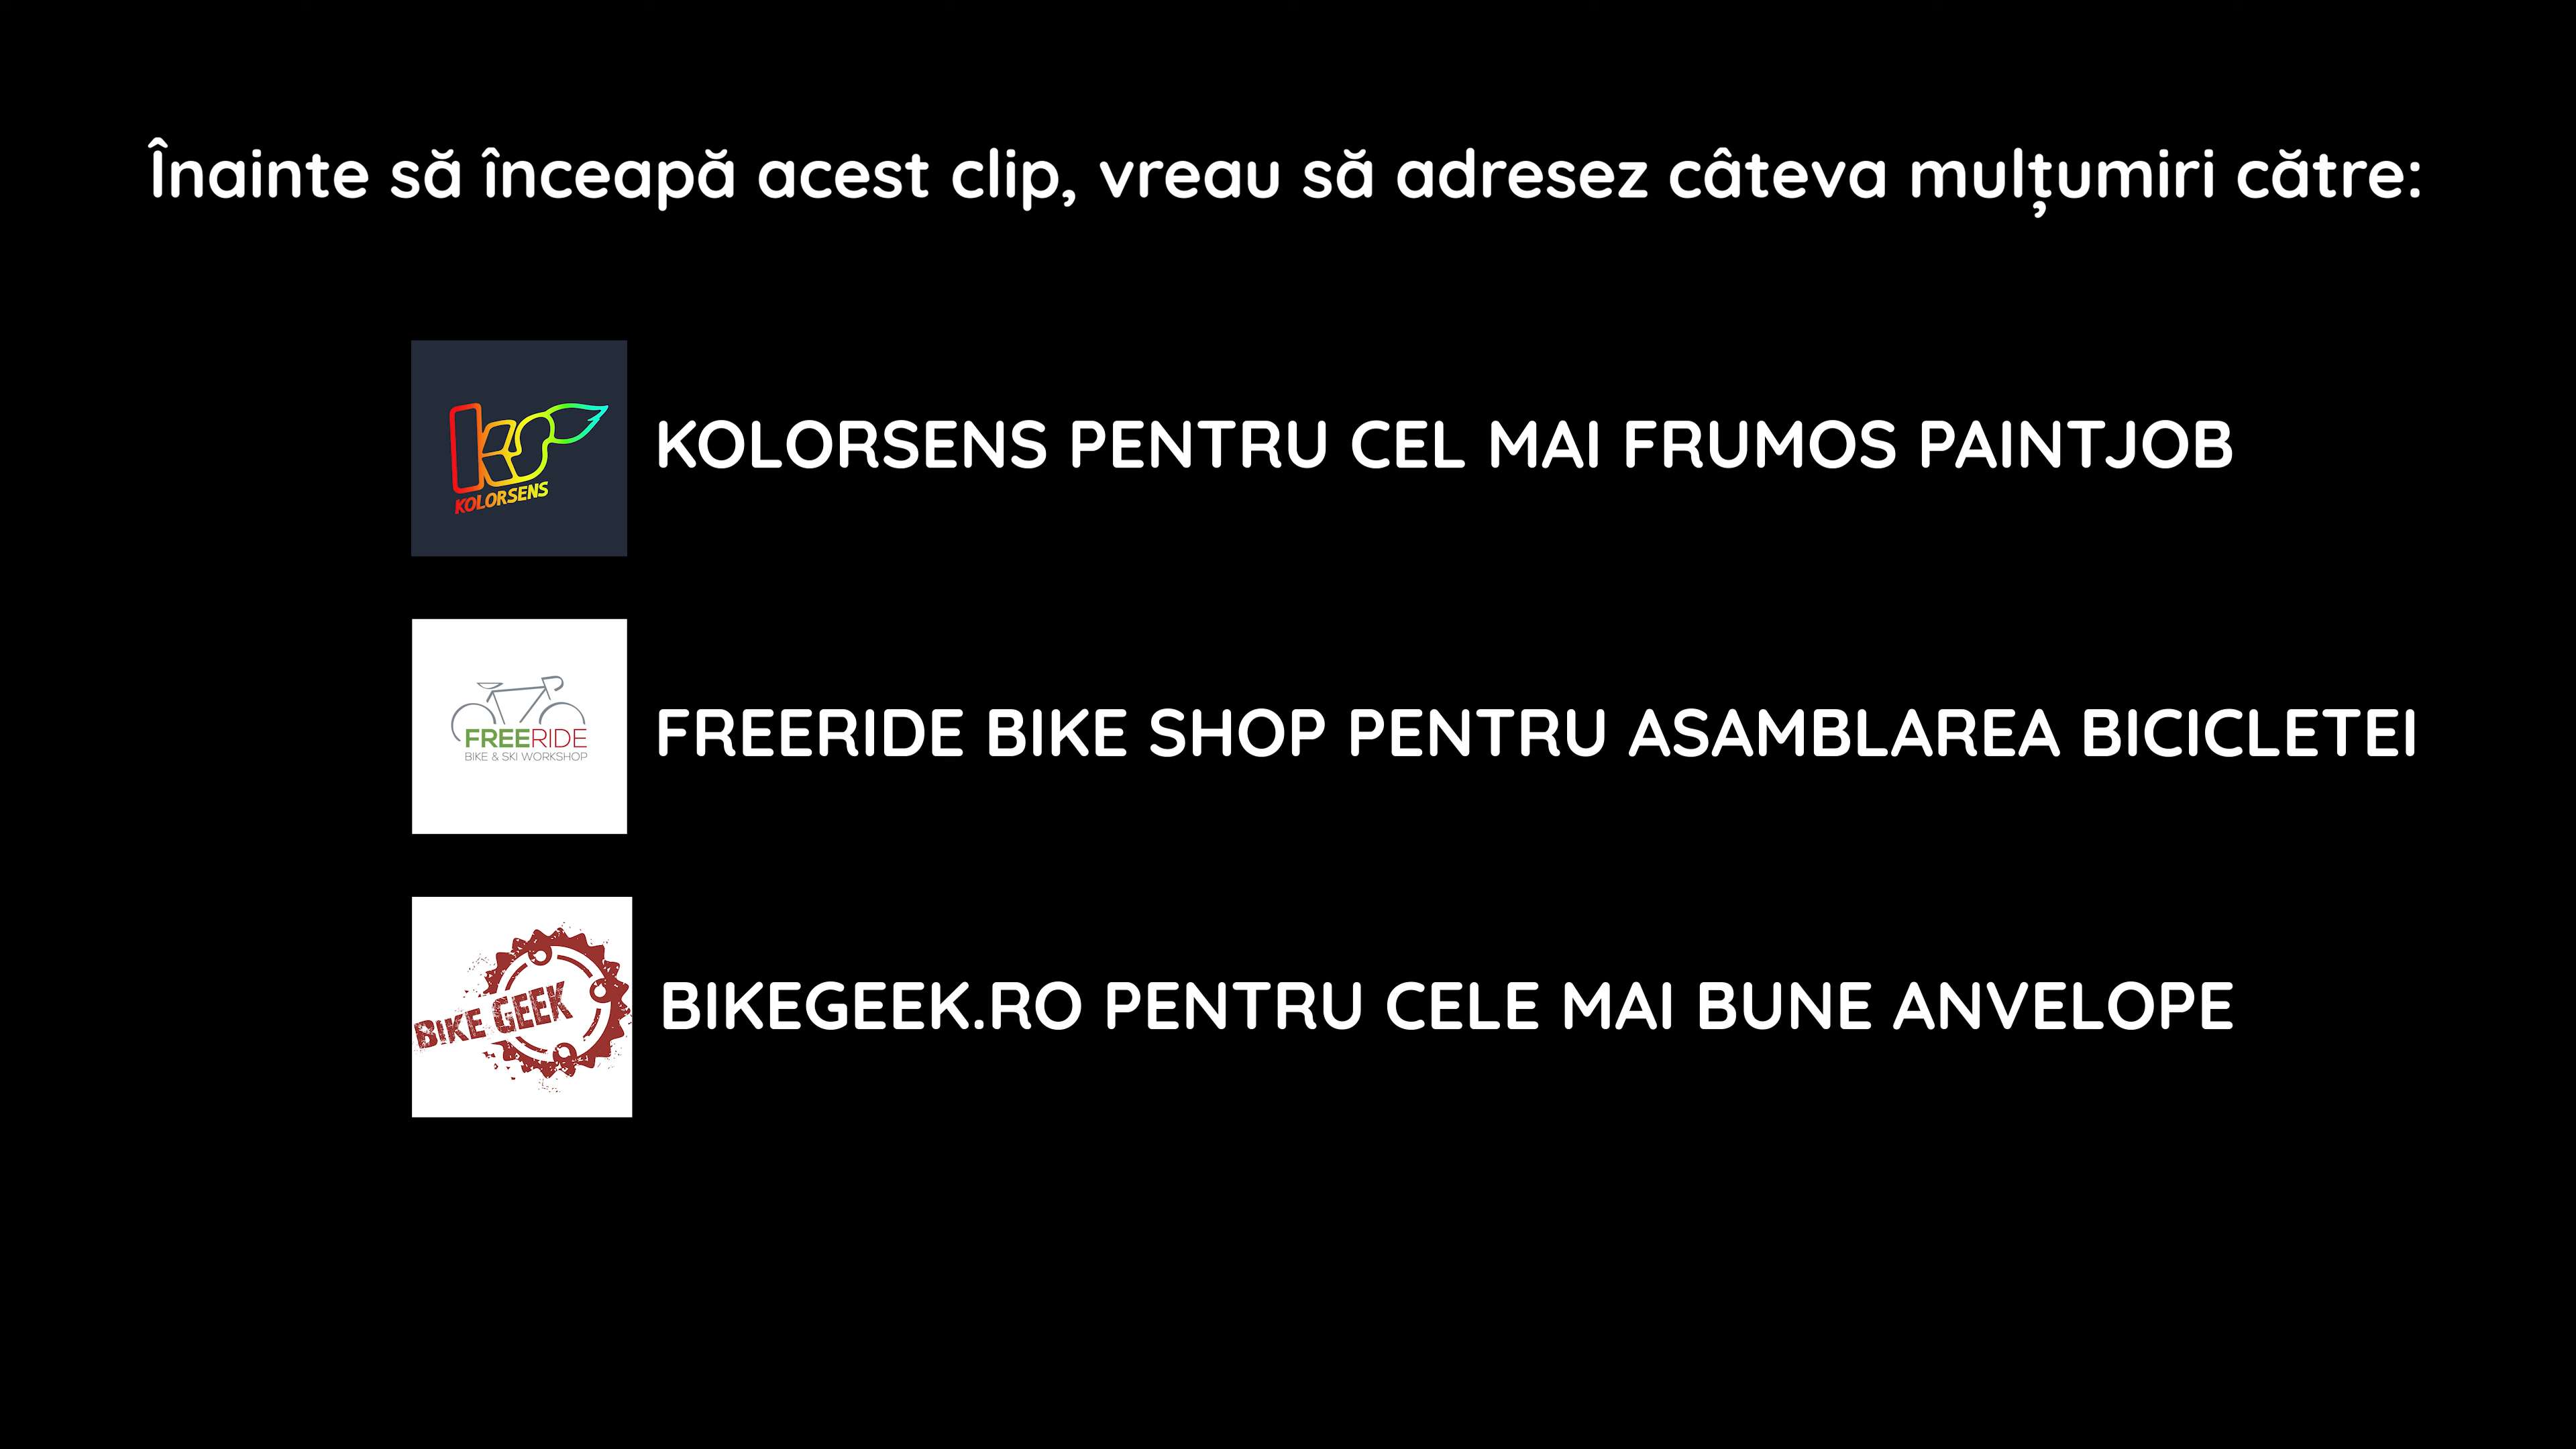 Înainte să înceapă acest clip, vreau să adresez câteva mulțumiri către:
ks
KOLORSENS
KOLORSENS PENTRU CEL MAI FRUMOS PAINTJOB
FREERIDE
BIKE & SKI WORKSHOP
FREERIDE BIKE SHOP PENTRU ASAMBLAREA BICICLETEI
BIKE GEEK
BIKEGEEK.RO PENTRU CELE MAI BUNE ANVELOPE